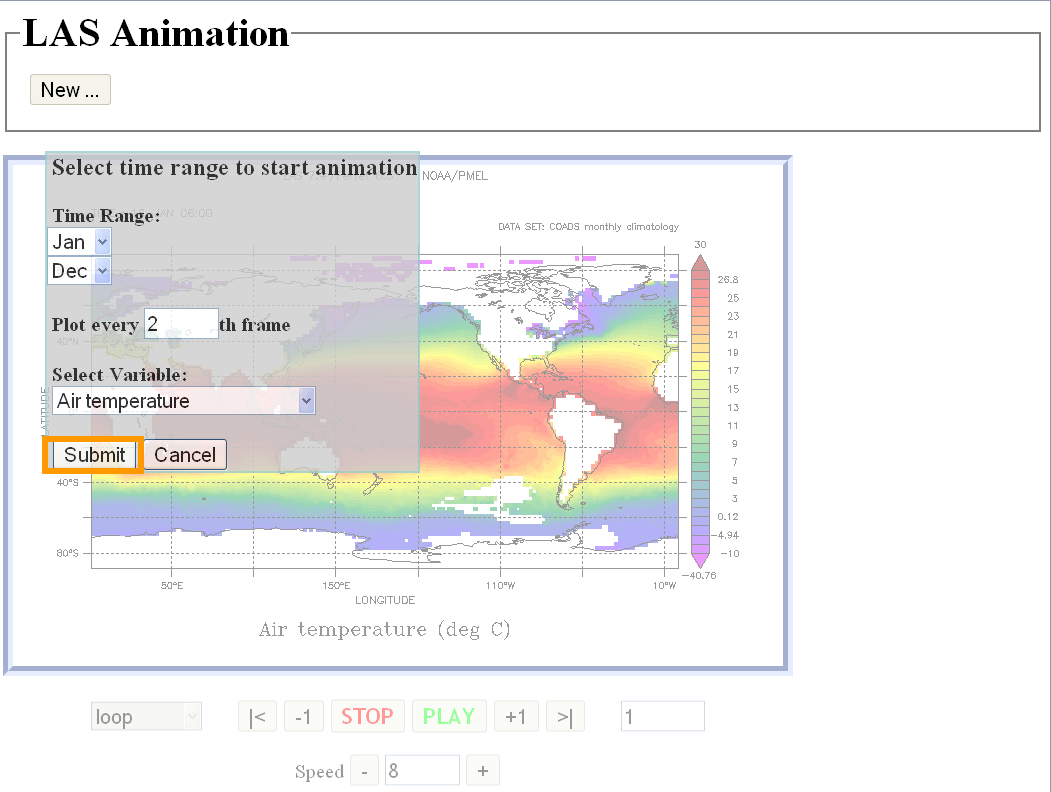 LAS Animation
New ...
Select time range to start animation
NOAA/PMEL
Time Range:
JAN 06:00
DATA SET: COADS monthly climatology
Jan
Dec
30
26.8
25
23
21
19
17
15
13
11
9
7
5
3
0.12
-4.94
-10
-40.76
Plot every 2 th frame
40°N
Select Variable:
Air temperature
Submit Cancel
40°S
80°S
50°E 150°E 110°W 10°W
LONGITUDE
Air temperature (deg C)
loop |< -1 STOP PLAY +1 >| 1
Speed - 8 +